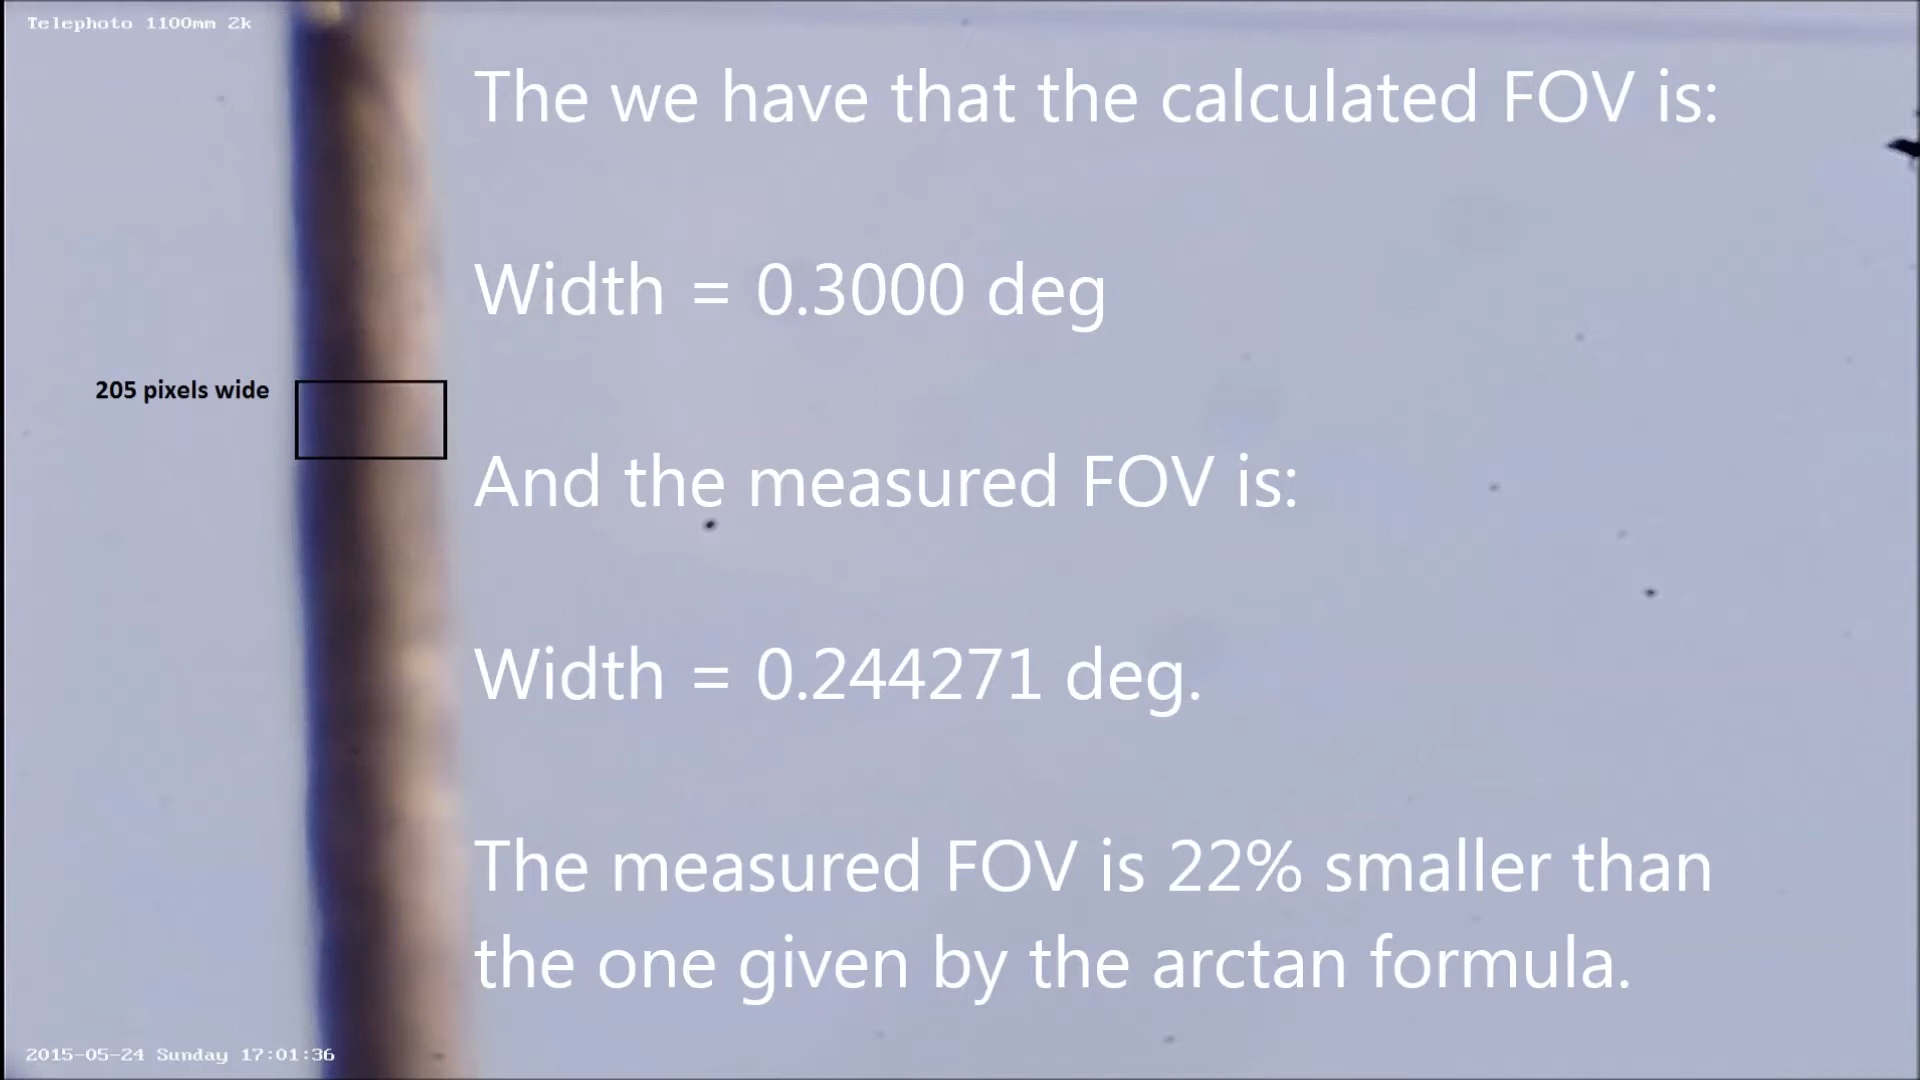 Telephoto 1100mm 2k
The we have that the calculated FOV is:
Width = 0.3000 deg
205 pixels wide
And the measured FOV is:
Width = 0.244271 deg.
The measured FOV is 22% smaller than
the one given by the arctan formula.
2015-05-24 Sunday 17:01:36